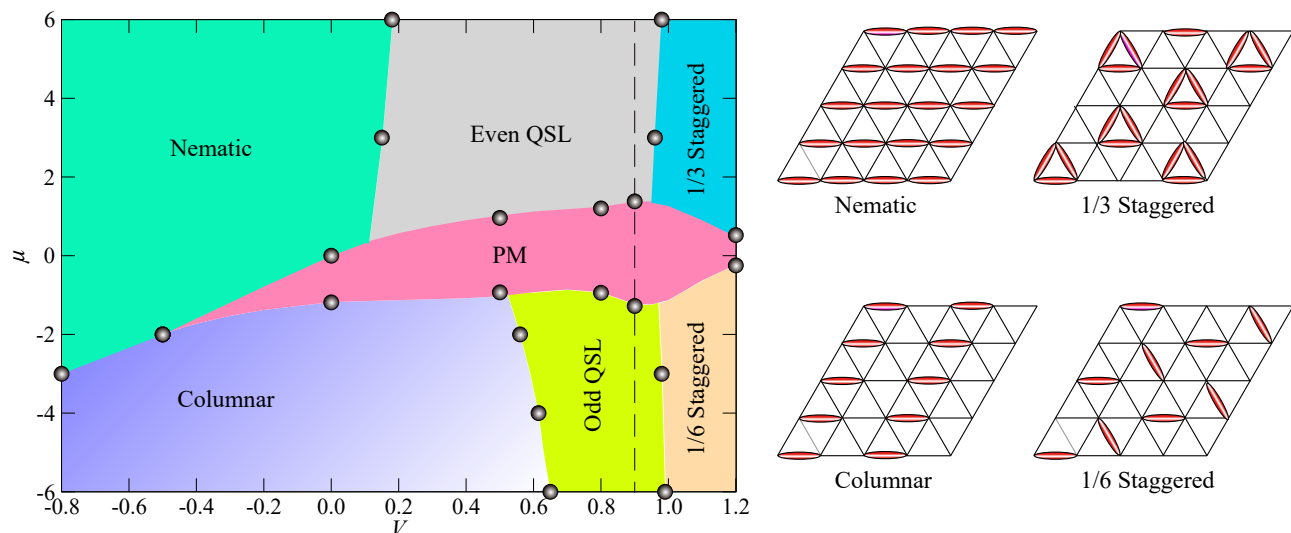 6
4
2
0
-2
-4
-6
μ
-0.8 -0.6 -0.4 -0.2 0.0 0.2 0.4 0.6 0.8 1.0 1.2
V
Nematic
Even QSL
1/3 Staggered
PM
Columnar
Odd QSL
1/6 Staggered
Nematic
1/3 Staggered
Columnar
1/6 Staggered